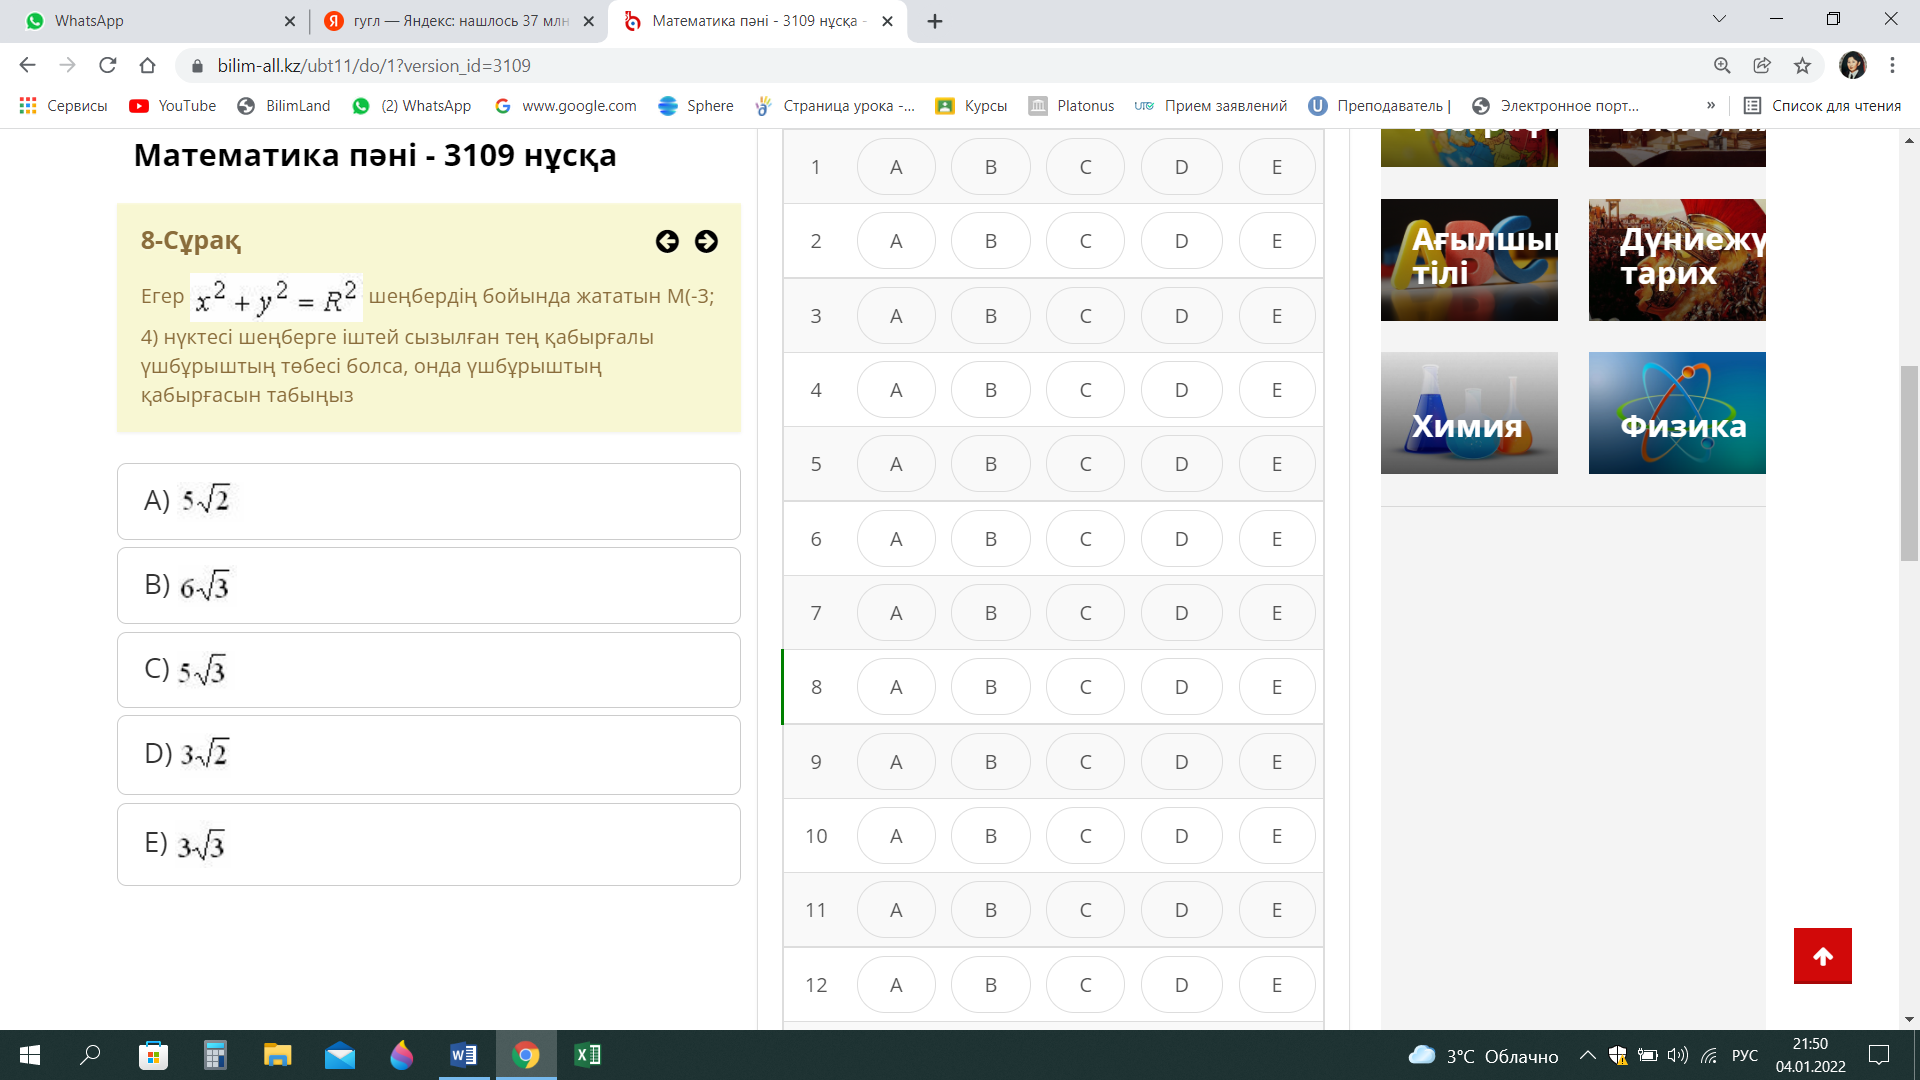 WhatsApp
гугл — Яндекс: нашлось 37 млн
Математика пәні - 3109 нұсқа -
bilim-all.kz/ubt11/do/1?version_id=3109
Сервисы YouTube BilimLand (2) WhatsApp www.google.com Sphere Страница урока -... Курсы Platonus Прием заявлений Преподаватель | Электронное порт... » Список для чтения
Математика пәні - 3109 нұсқа
8-Сұрақ
Егер x² + y² = R² шеңбердің бойында жататын М(-3;
4) нүктесі шеңберге іштей сызылған тең қабырғалы
үшбұрыштың төбесі болса, онда үшбұрыштың
қабырғасын табыңыз
A) 5√2
B) 6√3
C) 5√3
D) 3√2
E) 3√3
1 A B C D E
2 A B C D E
3 A B C D E
4 A B C D E
5 A B C D E
6 A B C D E
7 A B C D E
8 A B C D E
9 A B C D E
10 A B C D E
11 A B C D E
12 A B C D E
Ағылшы
тілі
Дүниежү
тарих
Химия
Физика
3°C Облачно
РУС
21:50
04.01.2022